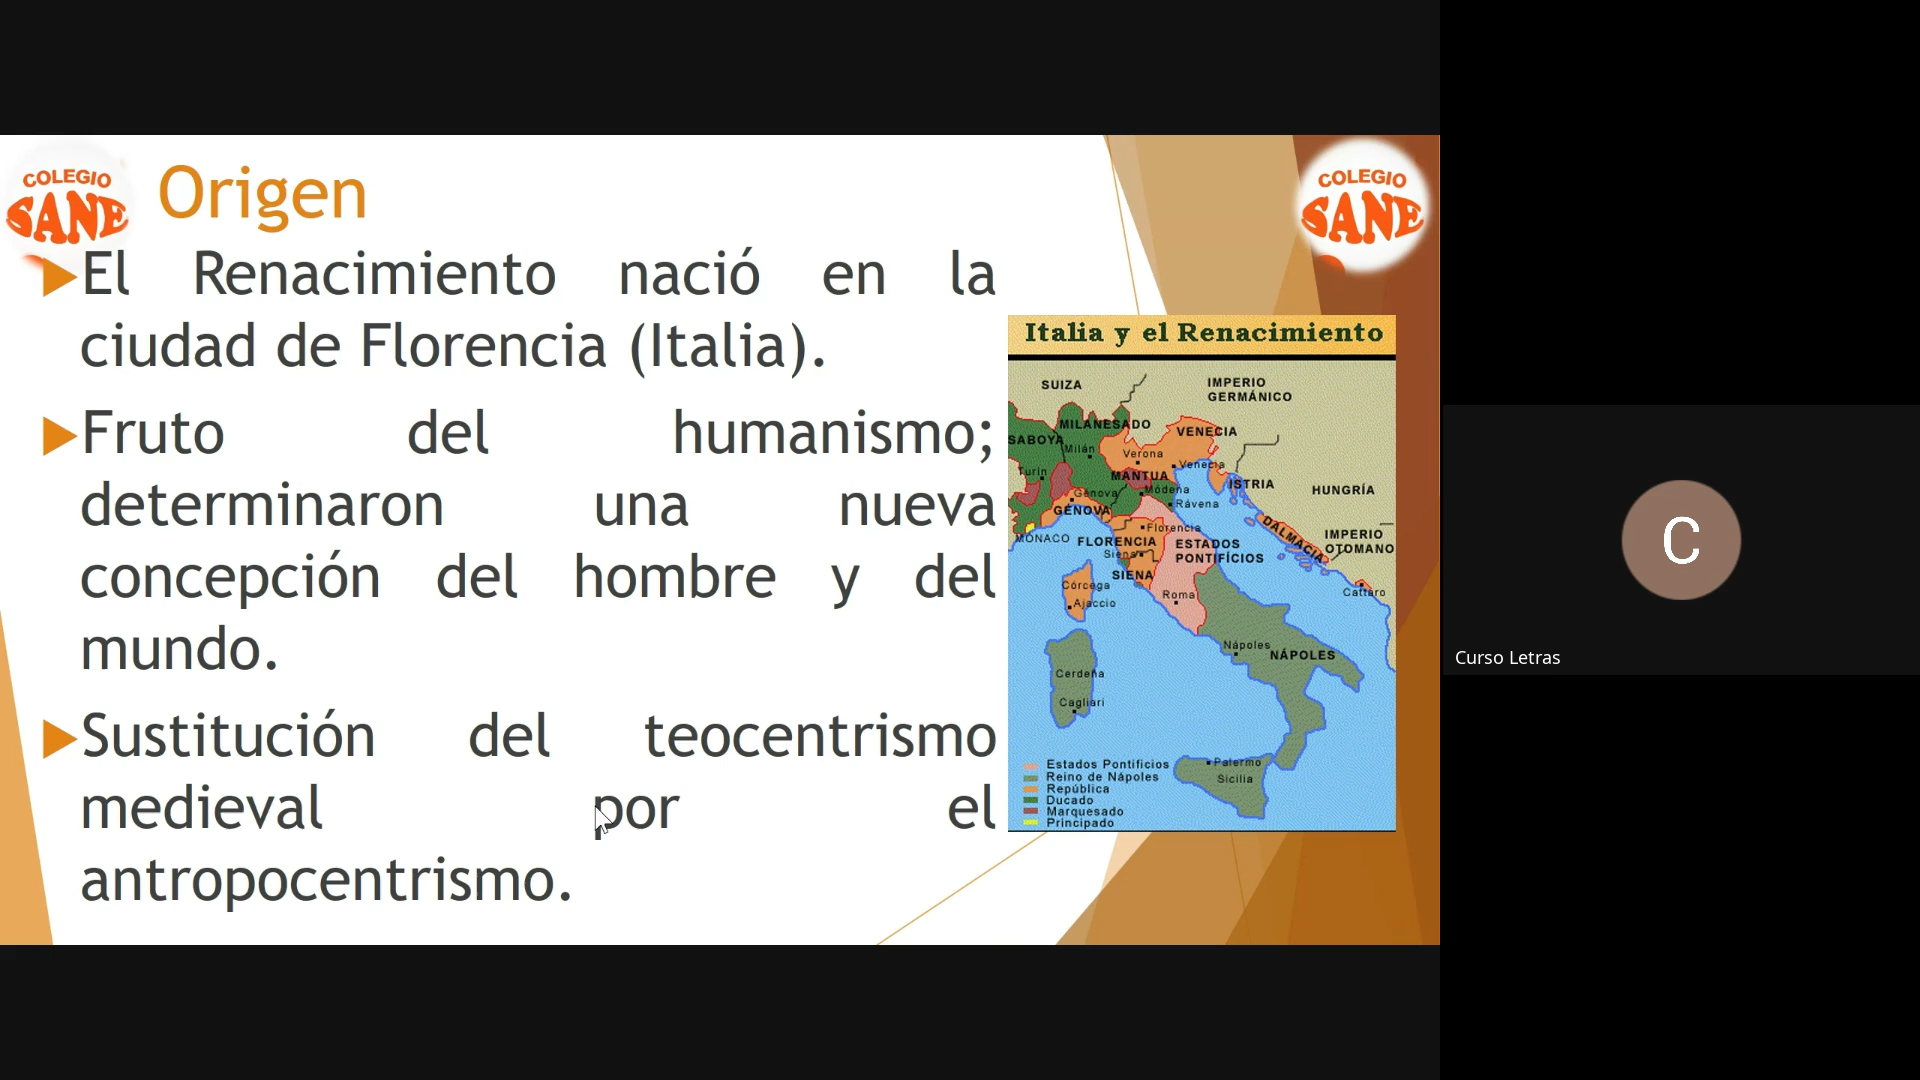 COLEGIO
SANE
Origen
COLEGIO
SANE
El Renacimiento nació en la
ciudad de Florencia (Italia).
Fruto del humanismo;
determinaron una nueva
concepción del hombre y del
mundo.
Sustitución del teocentrismo
medieval por el
antropocentrismo.
Italia y el Renacimiento
SUIZA
IMPERIO
GERMÁNICO
MILANESADO
VENECIA
SABOYA
Milán
Verona
Venecia
Turin
MANTUA
ISTRIA
HUNGRÍA
Génova
Módena
Rávena
GÉNOVA
Florencia
DALMACIA
IMPERIO
OTOMANO
MÓNACO
FLORENCIA
ESTADOS
PONTIFÍCIOS
Siena
SIENA
Córcega
Ajaccio
Roma
Cattaro
Nápoles
NÁPOLES
Cerdeña
Cagliari
Palermo
Sicilia
Estados Pontificios
Reino de Nápoles
República
Ducado
Marquesado
Principado
C
Curso Letras